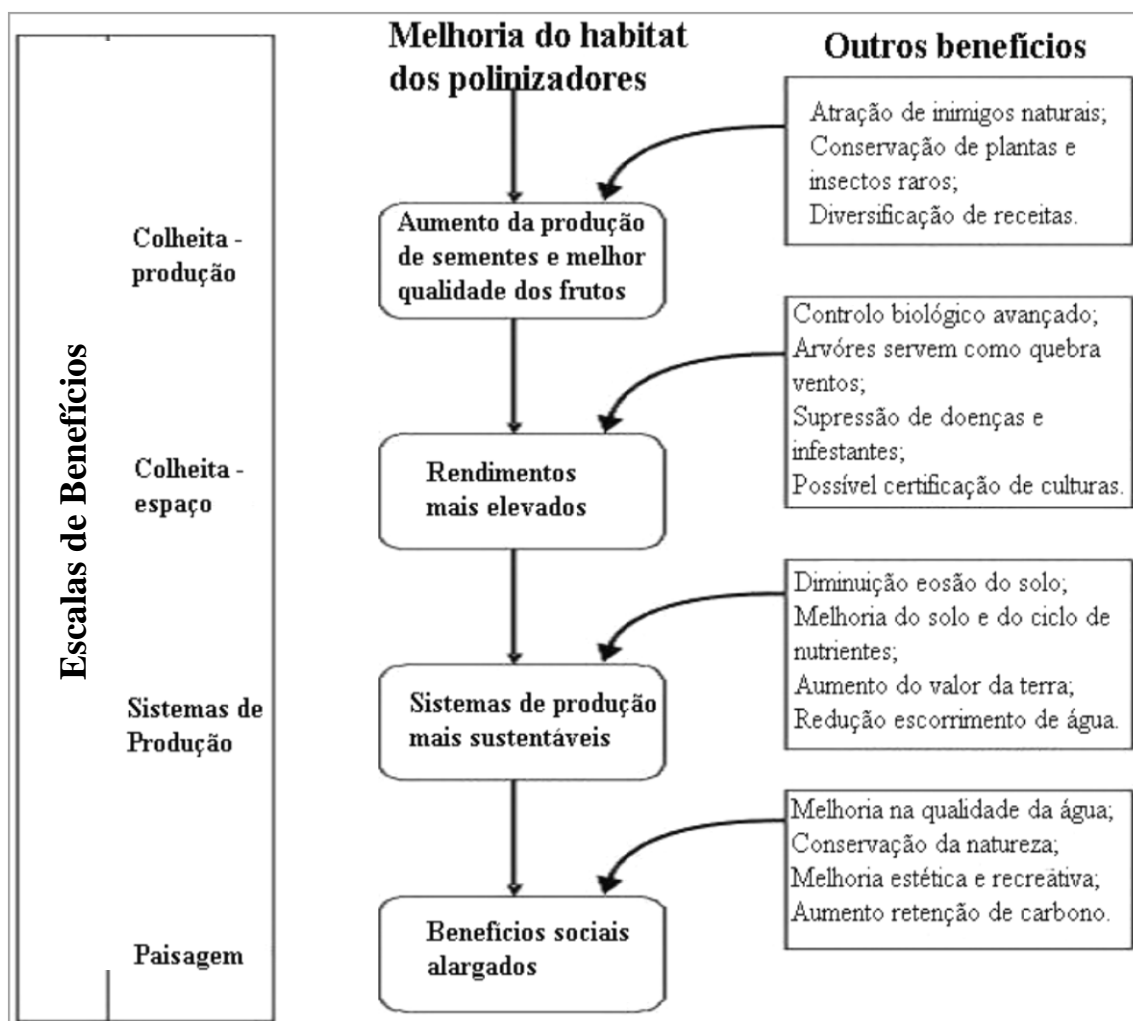 Melhoria do habitat
dos polinizadores
Outros benefícios
Escalas de Benefícios
Colheita -
produção
Aumento da produção
de sementes e melhor
qualidade dos frutos
Atração de inimigos naturais;
Conservação de plantas e
insectos raros;
Diversificação de receitas.
Colheita -
espaço
Rendimentos
mais elevados
Controlo biológico avançado;
Arvóres servem como quebra
ventos;
Supressão de doenças e
infestantes;
Possível certificação de culturas.
Sistemas de
Produção
Sistemas de produção
mais sustentáveis
Diminuição eosão do solo;
Melhoria do solo e do ciclo de
nutrientes;
Aumento do valor da terra;
Redução escorrimento de água.
Paisagem
Benefícios sociais
alargados
Melhoria na qualidade da água;
Conservação da natureza;
Melhoria estética e recreativa;
Aumento retenção de carbono.